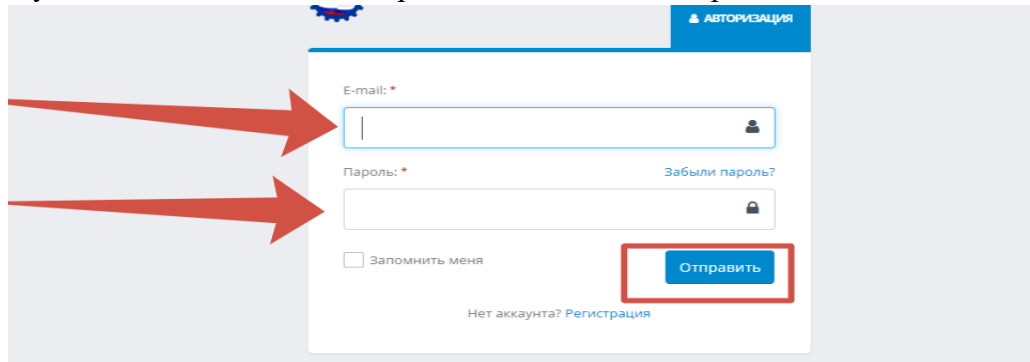 АВТОРИЗАЦИЯ
E-mail: *
Пароль: *
Забыли пароль?
Запомнить меня
Отправить
Нет аккаунта? Регистрация